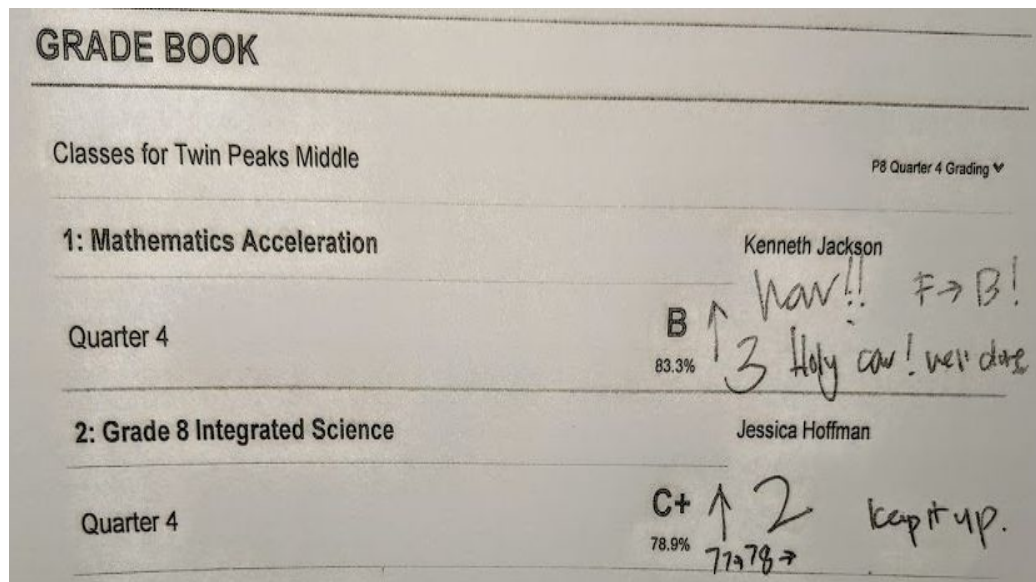 GRADE BOOK
Classes for Twin Peaks Middle
P8 Quarter 4 Grading
1: Mathematics Acceleration
Kenneth Jackson
!! F→B!
Quarter 4
B ↑ 3 Holy cow! well done
83.3%
2: Grade 8 Integrated Science
Jessica Hoffman
Quarter 4
C+ ↑ 2 keep it up.
78.9% 77→78→